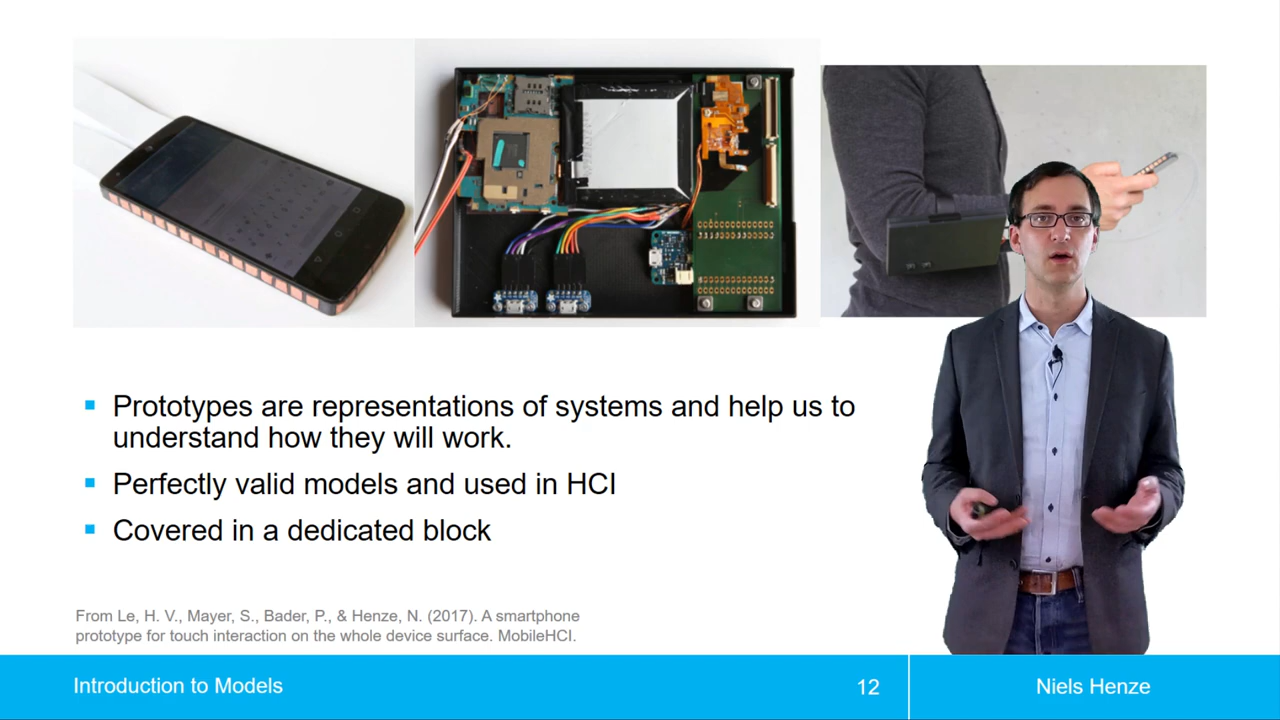 Prototypes are representations of systems and help us to
understand how they will work.
Perfectly valid models and used in HCI
Covered in a dedicated block
From Le, H. V., Mayer, S., Bader, P., & Henze, N. (2017). A smartphone
prototype for touch interaction on the whole device surface. MobileHCI.
Introduction to Models
12
Niels Henze